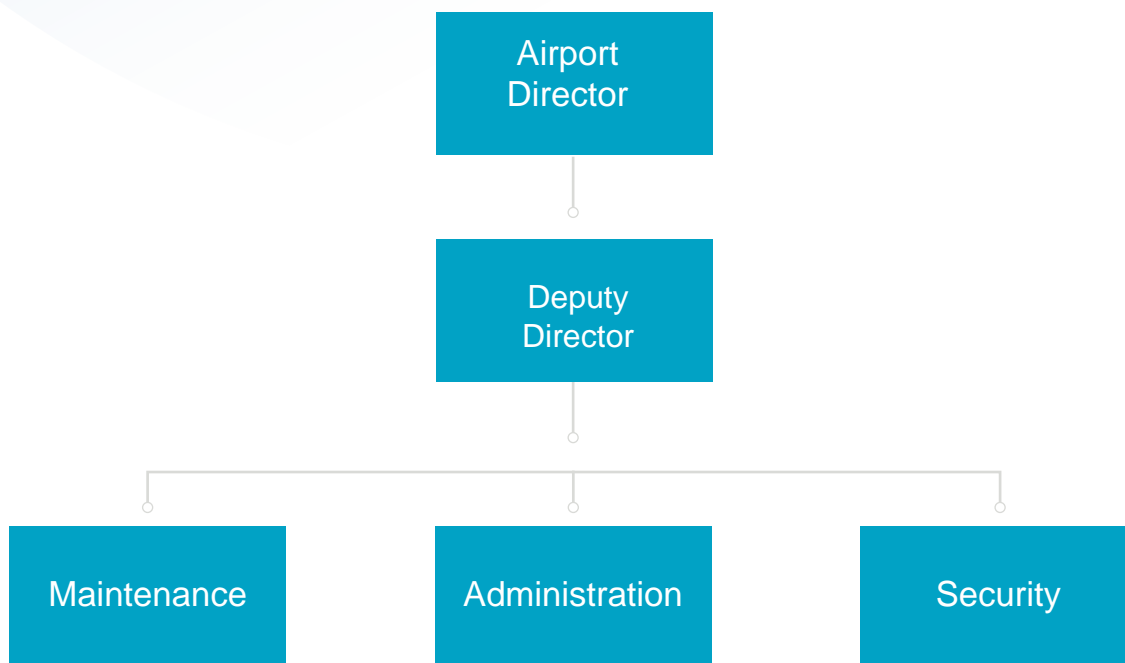 Airport
Director
Deputy
Director
Maintenance
Administration
Security